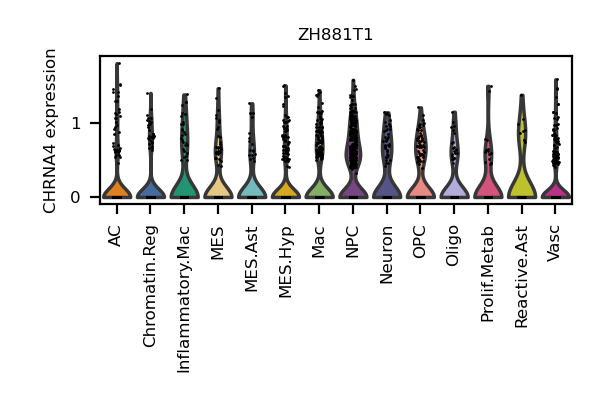 ZH881T1
CHRNA4 expression
1
0
AC
Chromatin.Reg
Inflammatory.Mac
MES
MES.Ast
MES.Hyp
Mac
NPC
Neuron
OPC
Oligo
Prolif.Metab
Reactive.Ast
Vasc